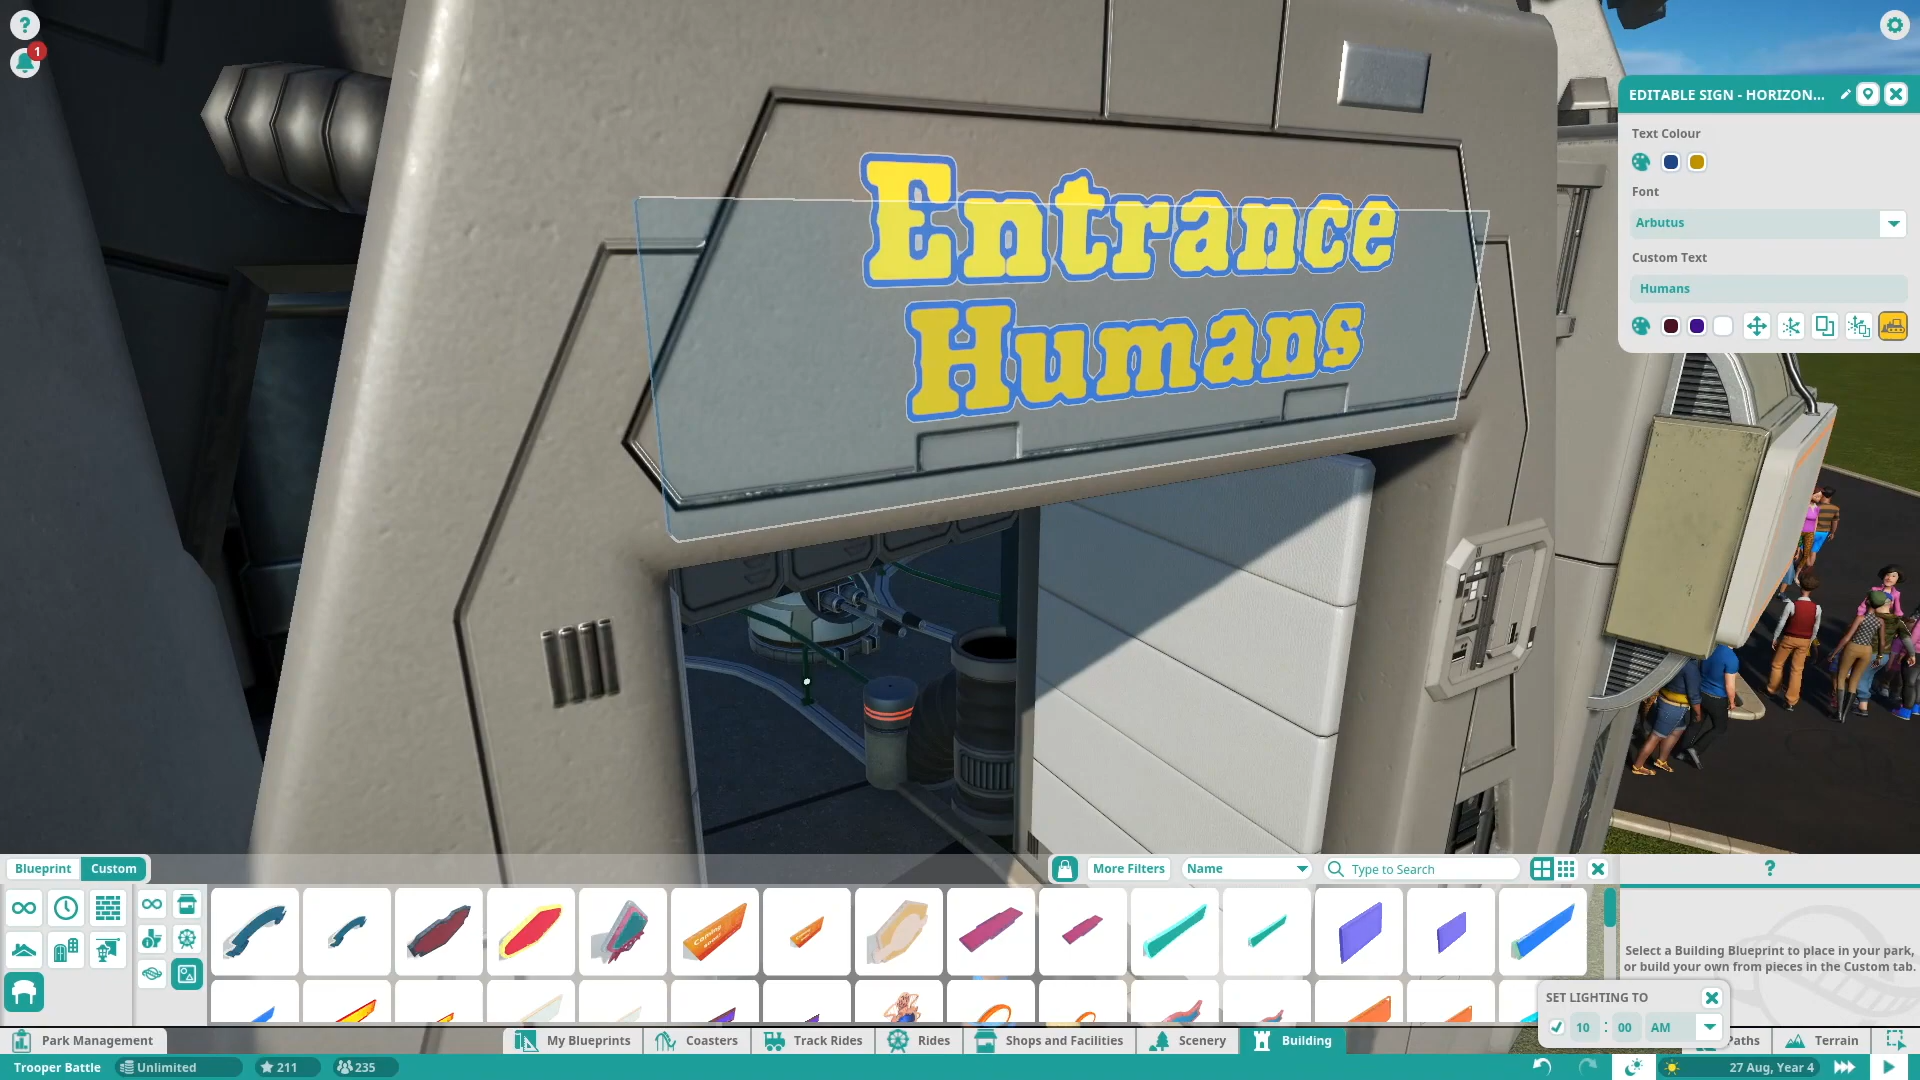 ?
1
Entrance
Humans
EDITABLE SIGN - HORIZON...
Text Colour
Font
Arbutus
Custom Text
Humans
Blueprint
Custom
More Filters
Name
Type to Search
?
Coming
Select a Building Blueprint to place in your park,
or build your own from pieces in the Custom tab.
SET LIGHTING TO
10 : 00 AM
Park Management
My Blueprints
Coasters
Track Rides
Rides
Shops and Facilities
Scenery
Building
Paths
Terrain
Trooper Battle
Unlimited
211
235
27 Aug, Year 4